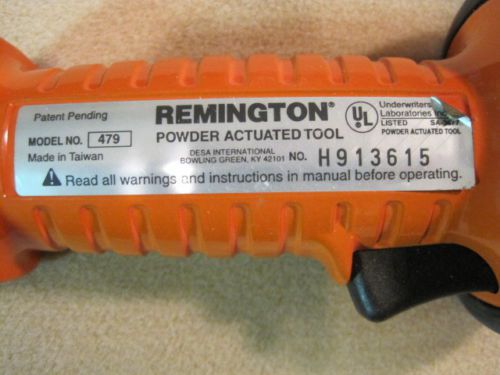 Patent Pending
MODEL NO. 479
Made in Taiwan
REMINGTON®
POWDER ACTUATED TOOL
DESA INTERNATIONAL
BOWLING GREEN, KY 42101
NO. H913615
UL
Underwriters
Laboratories
LISTED
POWDER ACTUATED TOOL
⚠ Read all warnings and instructions in manual before operating.